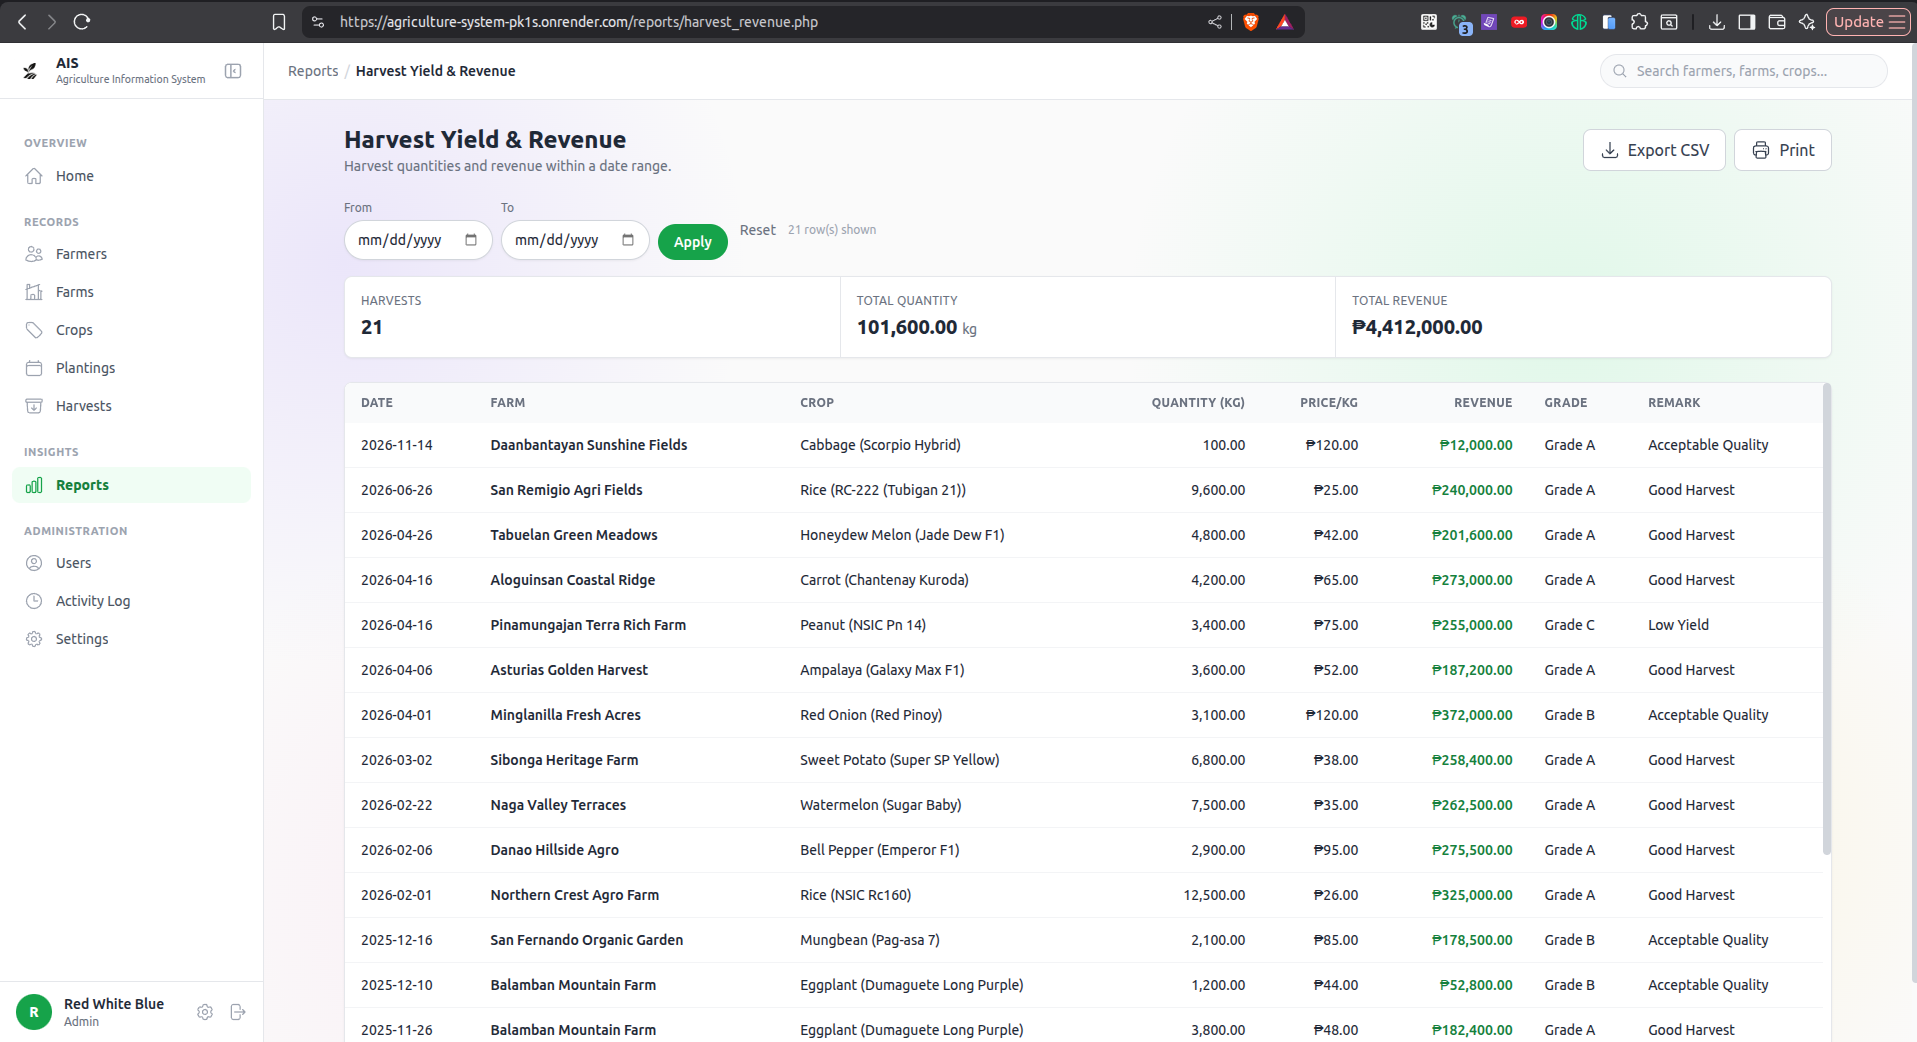 https://agriculture-system-pk1s.onrender.com/reports/harvest_revenue.php
3
Update
AIS
Agriculture Information System
Reports / Harvest Yield & Revenue
Search farmers, farms, crops...
OVERVIEW
Home
RECORDS
Farmers
Farms
Crops
Plantings
Harvests
INSIGHTS
Reports
ADMINISTRATION
Users
Activity Log
Settings
R
Red White Blue
Admin
Harvest Yield & Revenue
Harvest quantities and revenue within a date range.
Export CSV
Print
From To
mm/dd/yyyy mm/dd/yyyy Apply Reset 21 row(s) shown
HARVESTS TOTAL QUANTITY TOTAL REVENUE
21 101,600.00 kg ₱4,412,000.00
DATE FARM CROP QUANTITY (KG) PRICE/KG REVENUE GRADE REMARK
2026-11-14 Daanbantayan Sunshine Fields Cabbage (Scorpio Hybrid) 100.00 ₱120.00 ₱12,000.00 Grade A Acceptable Quality
2026-06-26 San Remigio Agri Fields Rice (RC-222 (Tubigan 21)) 9,600.00 ₱25.00 ₱240,000.00 Grade A Good Harvest
2026-04-26 Tabuelan Green Meadows Honeydew Melon (Jade Dew F1) 4,800.00 ₱42.00 ₱201,600.00 Grade A Good Harvest
2026-04-16 Aloguinsan Coastal Ridge Carrot (Chantenay Kuroda) 4,200.00 ₱65.00 ₱273,000.00 Grade A Good Harvest
2026-04-16 Pinamungajan Terra Rich Farm Peanut (NSIC Pn 14) 3,400.00 ₱75.00 ₱255,000.00 Grade C Low Yield
2026-04-06 Asturias Golden Harvest Ampalaya (Galaxy Max F1) 3,600.00 ₱52.00 ₱187,200.00 Grade A Good Harvest
2026-04-01 Minglanilla Fresh Acres Red Onion (Red Pinoy) 3,100.00 ₱120.00 ₱372,000.00 Grade B Acceptable Quality
2026-03-02 Sibonga Heritage Farm Sweet Potato (Super SP Yellow) 6,800.00 ₱38.00 ₱258,400.00 Grade A Good Harvest
2026-02-22 Naga Valley Terraces Watermelon (Sugar Baby) 7,500.00 ₱35.00 ₱262,500.00 Grade A Good Harvest
2026-02-06 Danao Hillside Agro Bell Pepper (Emperor F1) 2,900.00 ₱95.00 ₱275,500.00 Grade A Good Harvest
2026-02-01 Northern Crest Agro Farm Rice (NSIC Rc160) 12,500.00 ₱26.00 ₱325,000.00 Grade A Good Harvest
2025-12-16 San Fernando Organic Garden Mungbean (Pag-asa 7) 2,100.00 ₱85.00 ₱178,500.00 Grade B Acceptable Quality
2025-12-10 Balamban Mountain Farm Eggplant (Dumaguete Long Purple) 1,200.00 ₱44.00 ₱52,800.00 Grade B Acceptable Quality
2025-11-26 Balamban Mountain Farm Eggplant (Dumaguete Long Purple) 3,800.00 ₱48.00 ₱182,400.00 Grade A Good Harvest